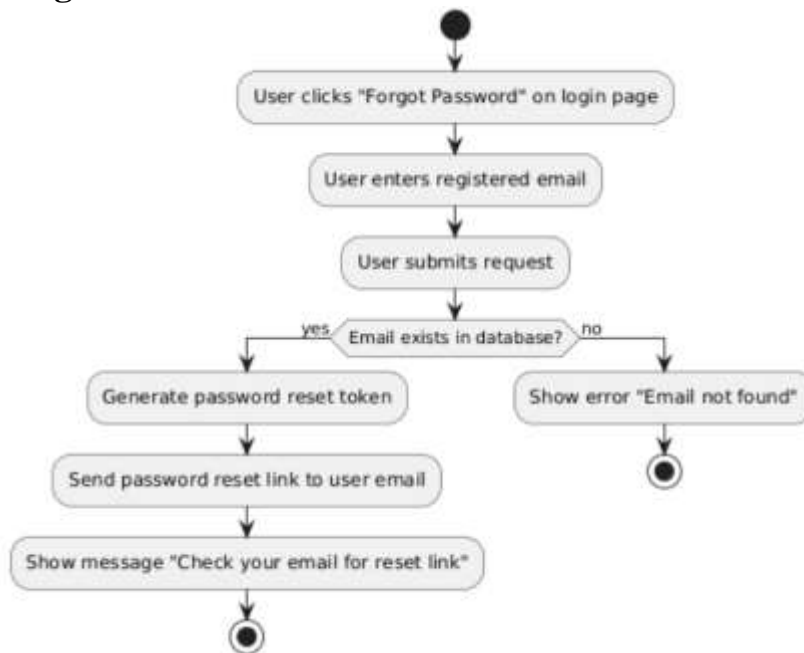 User clicks "Forgot Password" on login page
User enters registered email
User submits request
yes
Email exists in database?
no
Generate password reset token
Show error "Email not found"
Send password reset link to user email
Show message "Check your email for reset link"